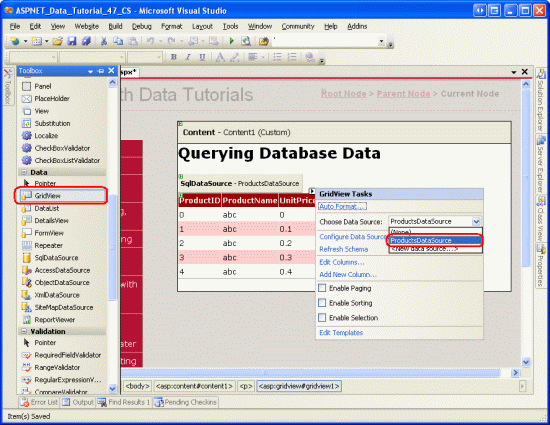 ASPNET_Data_Tutorial_47_CS - Microsoft Visual Studio
File Edit View Website Build Debug Format Layout Tools Window Community Help Addins
Toolbox
Panel
PlaceHolder
View
Substitution
Localize
CheckBoxValidator
CheckBoxListValidator
Data
Pointer
GridView
DataList
DetailsView
FormView
Repeater
SqlDataSource
AccessDataSource
ObjectDataSource
XmlDataSource
SiteMapDataSource
ReportViewer
Validation
Pointer
RequiredFieldValidator
RangeValidator
RegularExpressionV...
CompareValidator
spx*
th Data Tutorials
Root Node > Parent Node > Current Node
Content - Content1 (Custom)
Querying Database Data
SqlDataSource - ProductsDataSource
ProductID ProductName UnitPrice
0 abc 0
1 abc 0.1
2 abc 0.2
3 abc 0.3
4 abc 0.4
GridView Tasks
Auto Format...
Choose Data Source: ProductsDataSource
(None)
ProductsDataSource
<New data source...>
Configure Data Source
Refresh Schema
Edit Columns...
Add New Column...
Enable Paging
Enable Sorting
Enable Selection
Edit Templates
with
ater
ting
<body> <asp:content#content1> <p> <asp:gridview#gridview1>
Toolbox
Solution Explorer
Server Explorer
Properties
Class View
Error List Output Find Results 1 Pending Checkins
Item(s) Saved